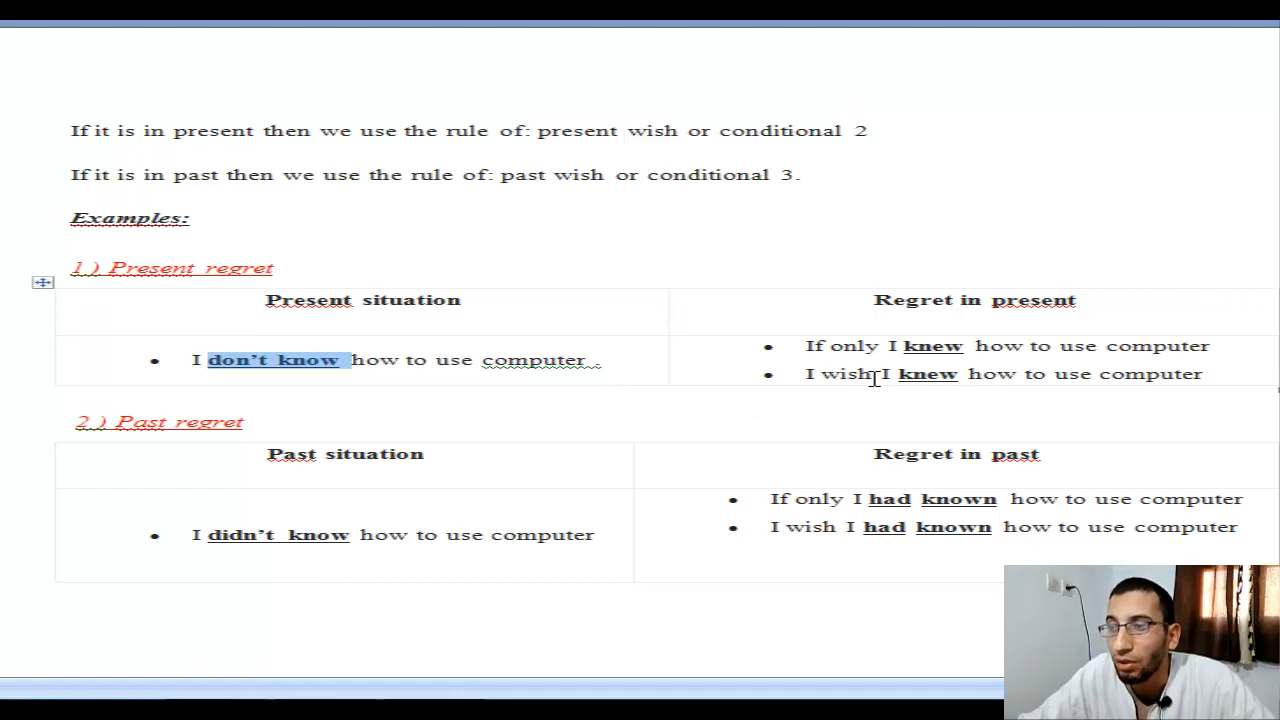 If it is in present then we use the rule of: present wish or conditional 2
If it is in past then we use the rule of: past wish or conditional 3.
Examples:
1 ) Present regret
Present situation
Regret in present
• I don't know how to use computer .
• If only I knew how to use computer
• I wish I knew how to use computer
2 ) Past regret
Past situation
Regret in past
• I didn't know how to use computer
• If only I had known how to use computer
• I wish I had known how to use computer